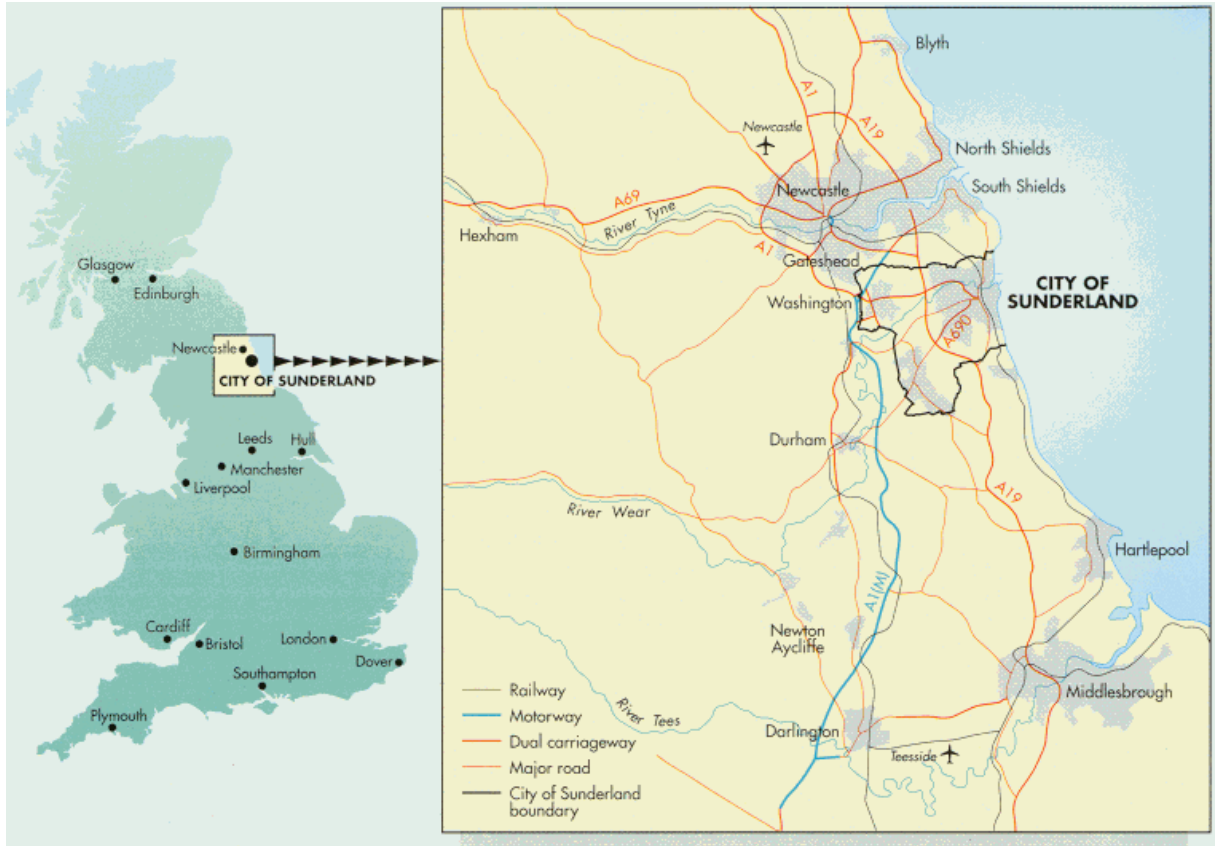 Glasgow
Edinburgh
Newcastle
CITY OF SUNDERLAND
Leeds
Hull
Manchester
Liverpool
Birmingham
Cardiff
Bristol
London
Dover
Southampton
Plymouth
Blyth
A1
A19
Newcastle
North Shields
South Shields
Newcastle
A69
River Tyne
Hexham
A1
Gateshead
Washington
CITY OF
SUNDERLAND
A690
Durham
A19
River Wear
Hartlepool
A1(M)
Newton
Aycliffe
Middlesbrough
River Tees
Darlington
Teesside
Railway
Motorway
Dual carriageway
Major road
City of Sunderland
boundary